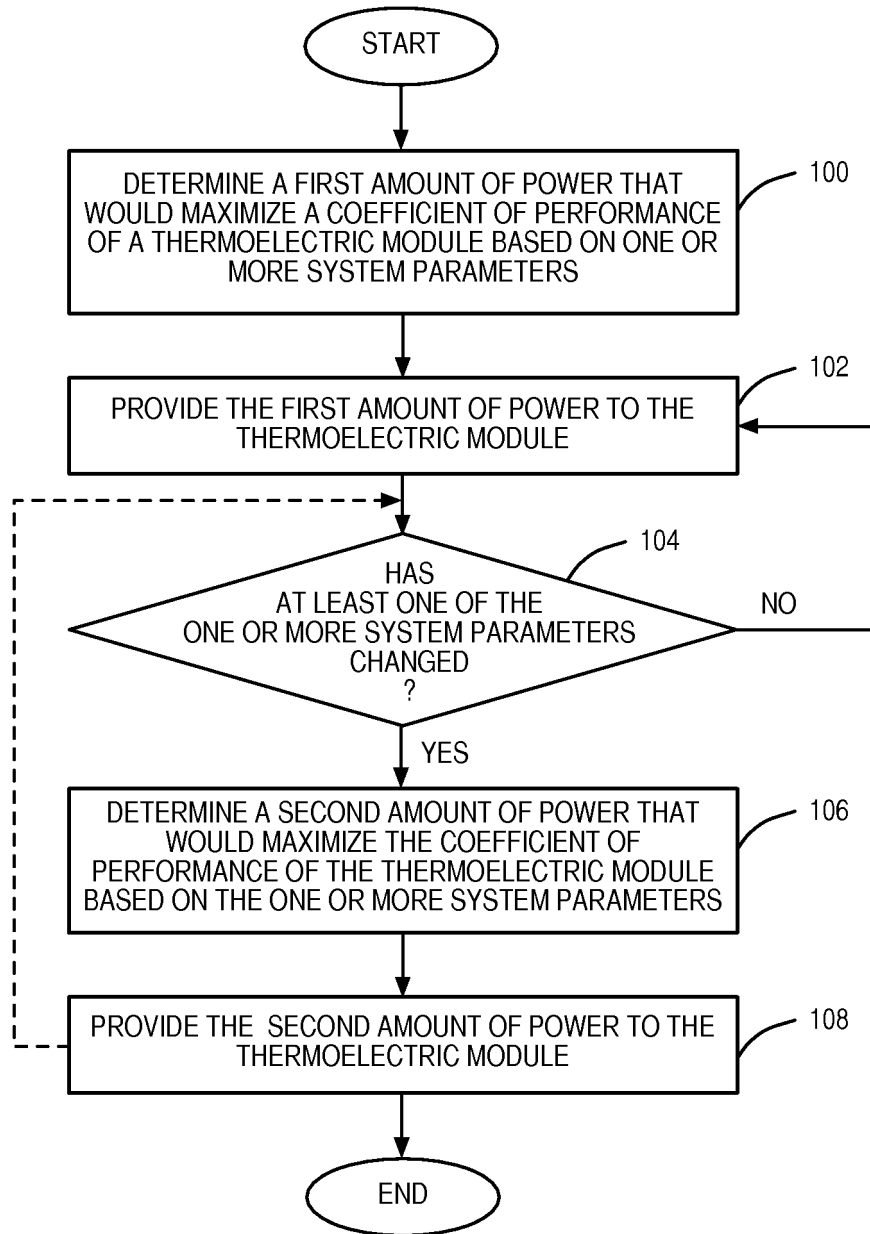 START
DETERMINE A FIRST AMOUNT OF POWER THAT
WOULD MAXIMIZE A COEFFICIENT OF PERFORMANCE
OF A THERMOELECTRIC MODULE BASED ON ONE OR
MORE SYSTEM PARAMETERS
100
PROVIDE THE FIRST AMOUNT OF POWER TO THE
THERMOELECTRIC MODULE
102
HAS
AT LEAST ONE OF THE
ONE OR MORE SYSTEM PARAMETERS
CHANGED
?
104
NO
YES
DETERMINE A SECOND AMOUNT OF POWER THAT
WOULD MAXIMIZE THE COEFFICIENT OF
PERFORMANCE OF THE THERMOELECTRIC MODULE
BASED ON THE ONE OR MORE SYSTEM PARAMETERS
106
PROVIDE THE SECOND AMOUNT OF POWER TO THE
THERMOELECTRIC MODULE
108
END